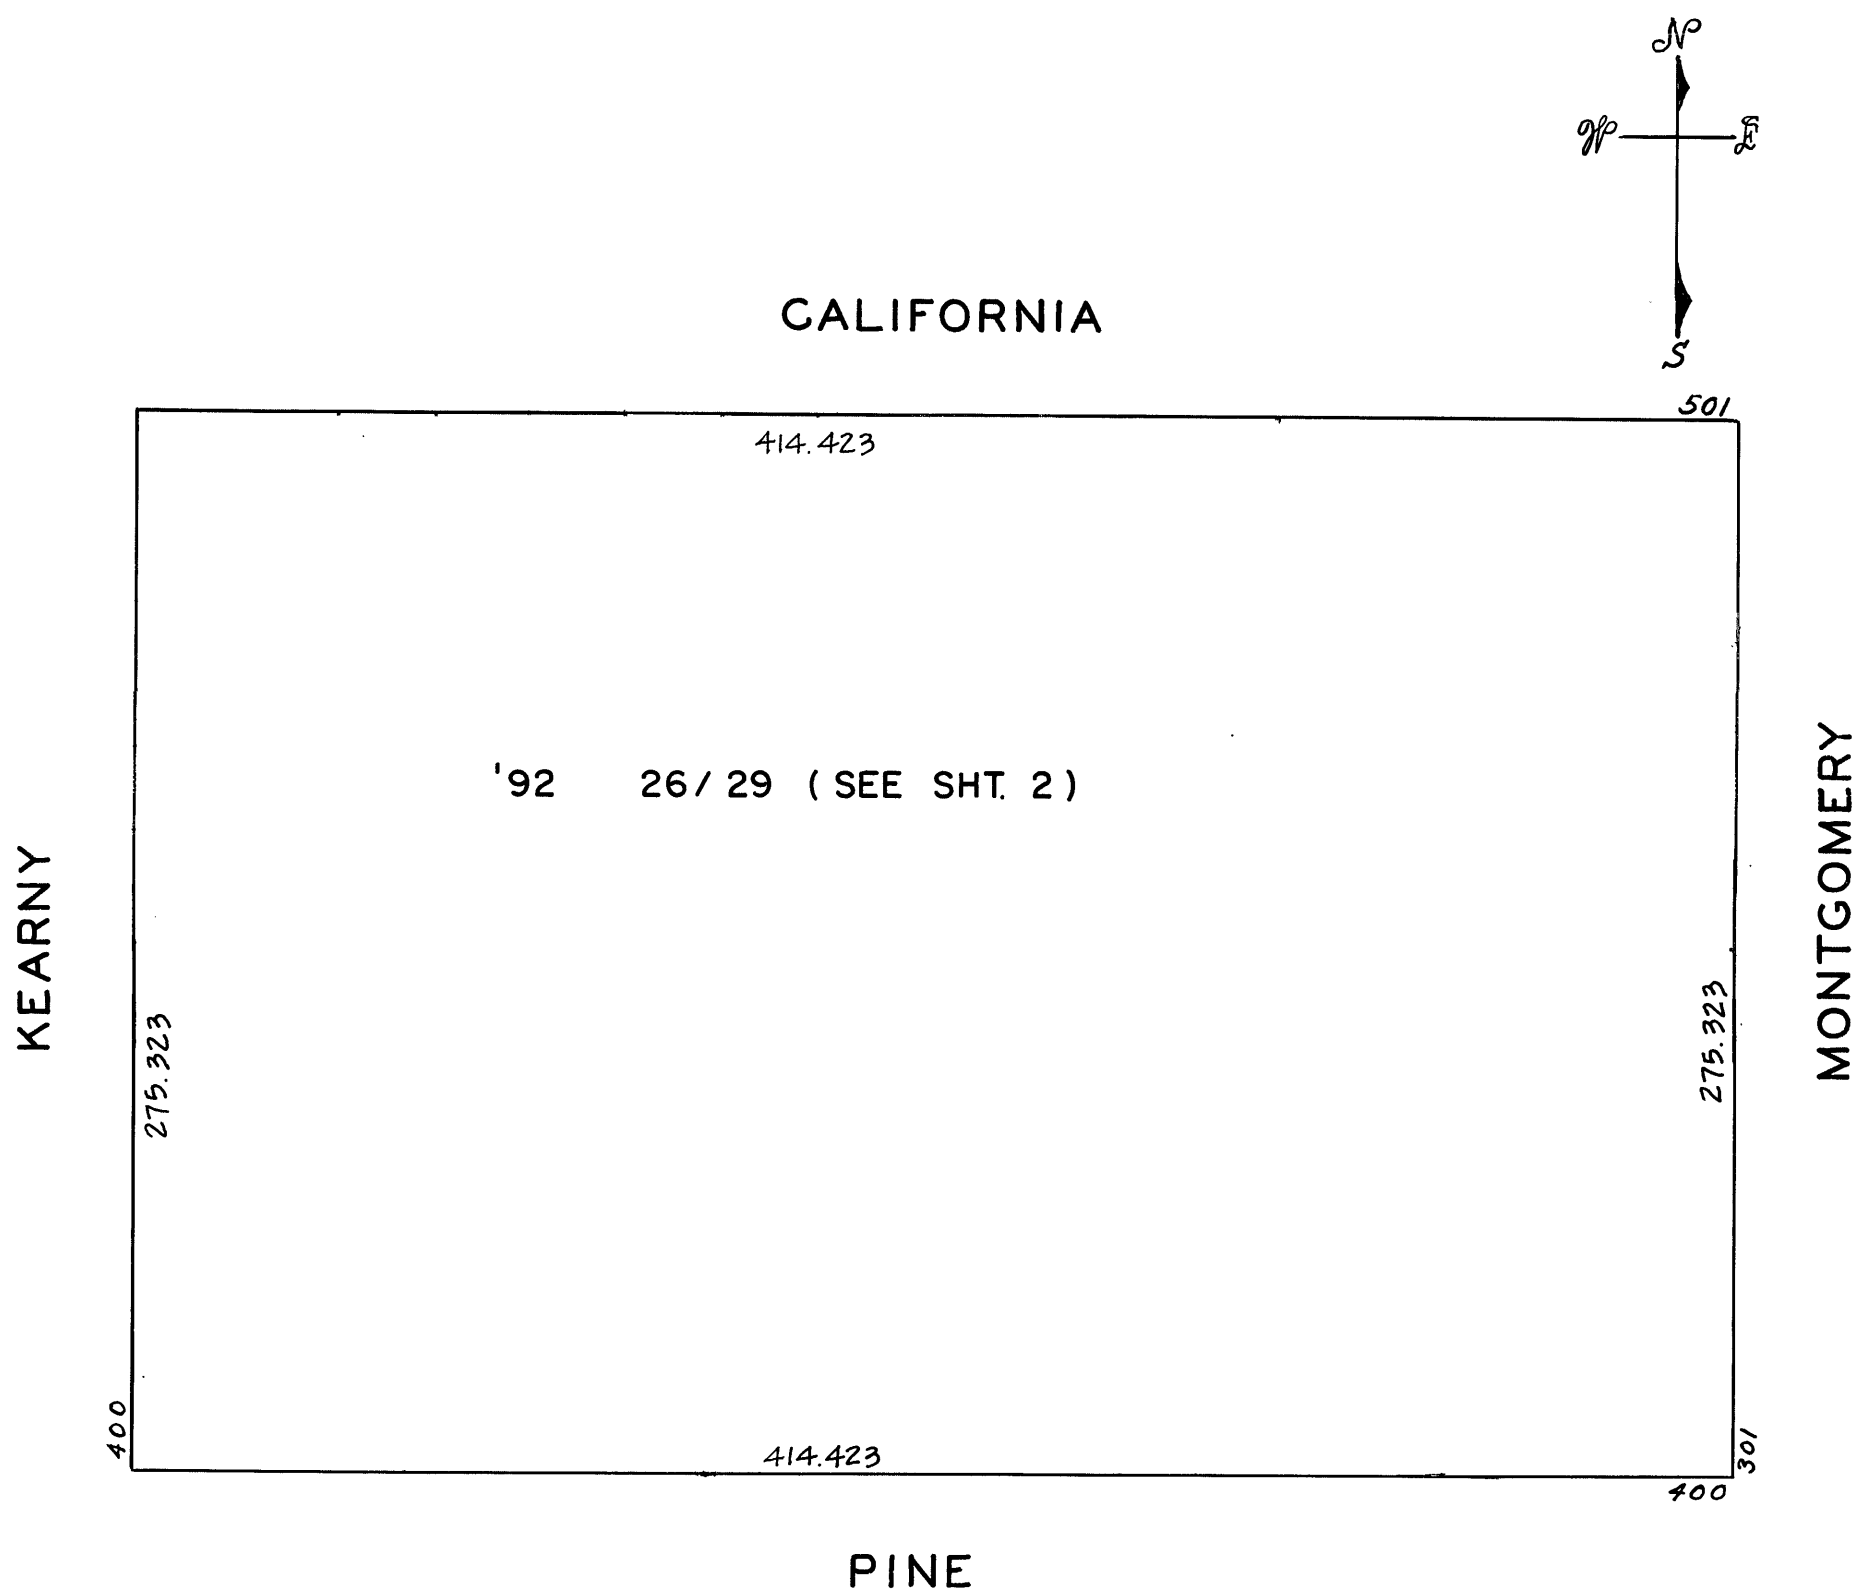 N
W E
S
CALIFORNIA
501
414.423
'92 26/29 (SEE SHT. 2)
KEARNY
275.323
MONTGOMERY
275.323
400
414.423
301
400
PINE